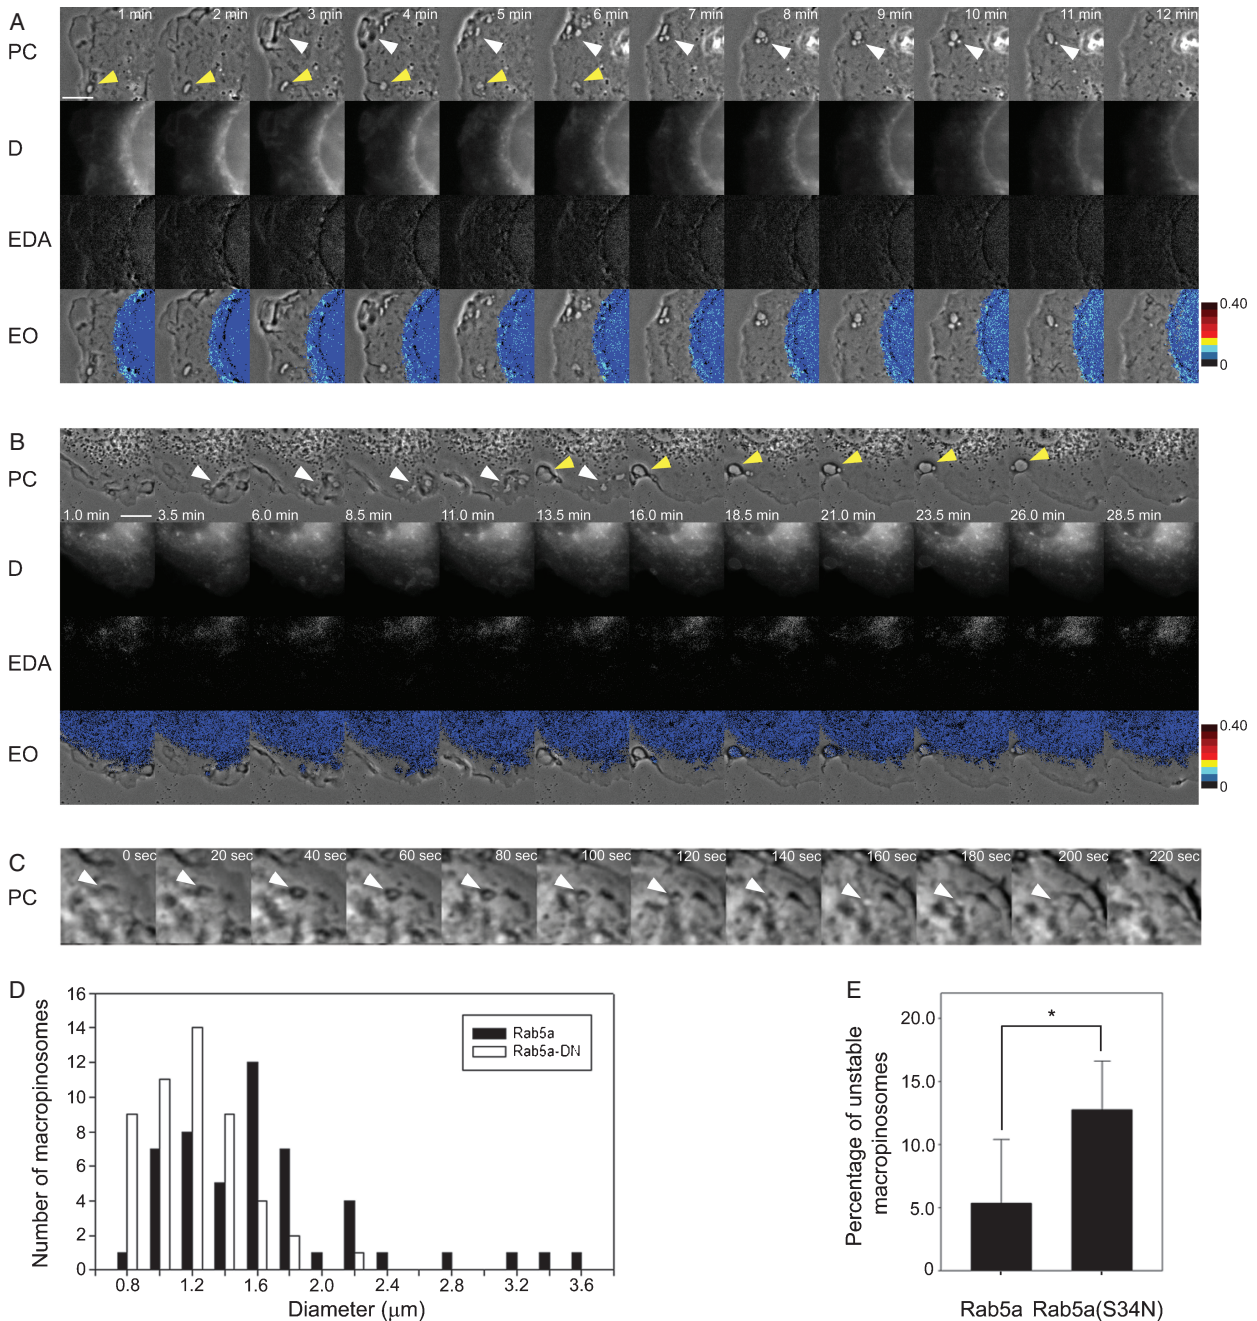 A
PC
1 min 2 min 3 min 4 min 5 min 6 min 7 min 8 min 9 min 10 min 11 min 12 min
D
EDA
EO
0.40
0
B
PC
1.0 min 3.5 min 6.0 min 8.5 min 11.0 min 13.5 min 16.0 min 18.5 min 21.0 min 23.5 min 26.0 min 28.5 min
D
EDA
EO
0.40
0
C
PC
0 sec 20 sec 40 sec 60 sec 80 sec 100 sec 120 sec 140 sec 160 sec 180 sec 200 sec 220 sec
D
Number of macropinosomes
16
14
12
10
8
6
4
2
0
Rab5a
Rab5a-DN
0.8 1.2 1.6 2.0 2.4 2.8 3.2 3.6
Diameter (μm)
E
Percentage of unstable
macropinosomes
20.0
15.0
10.0
5.0
0
*
Rab5a Rab5a(S34N)